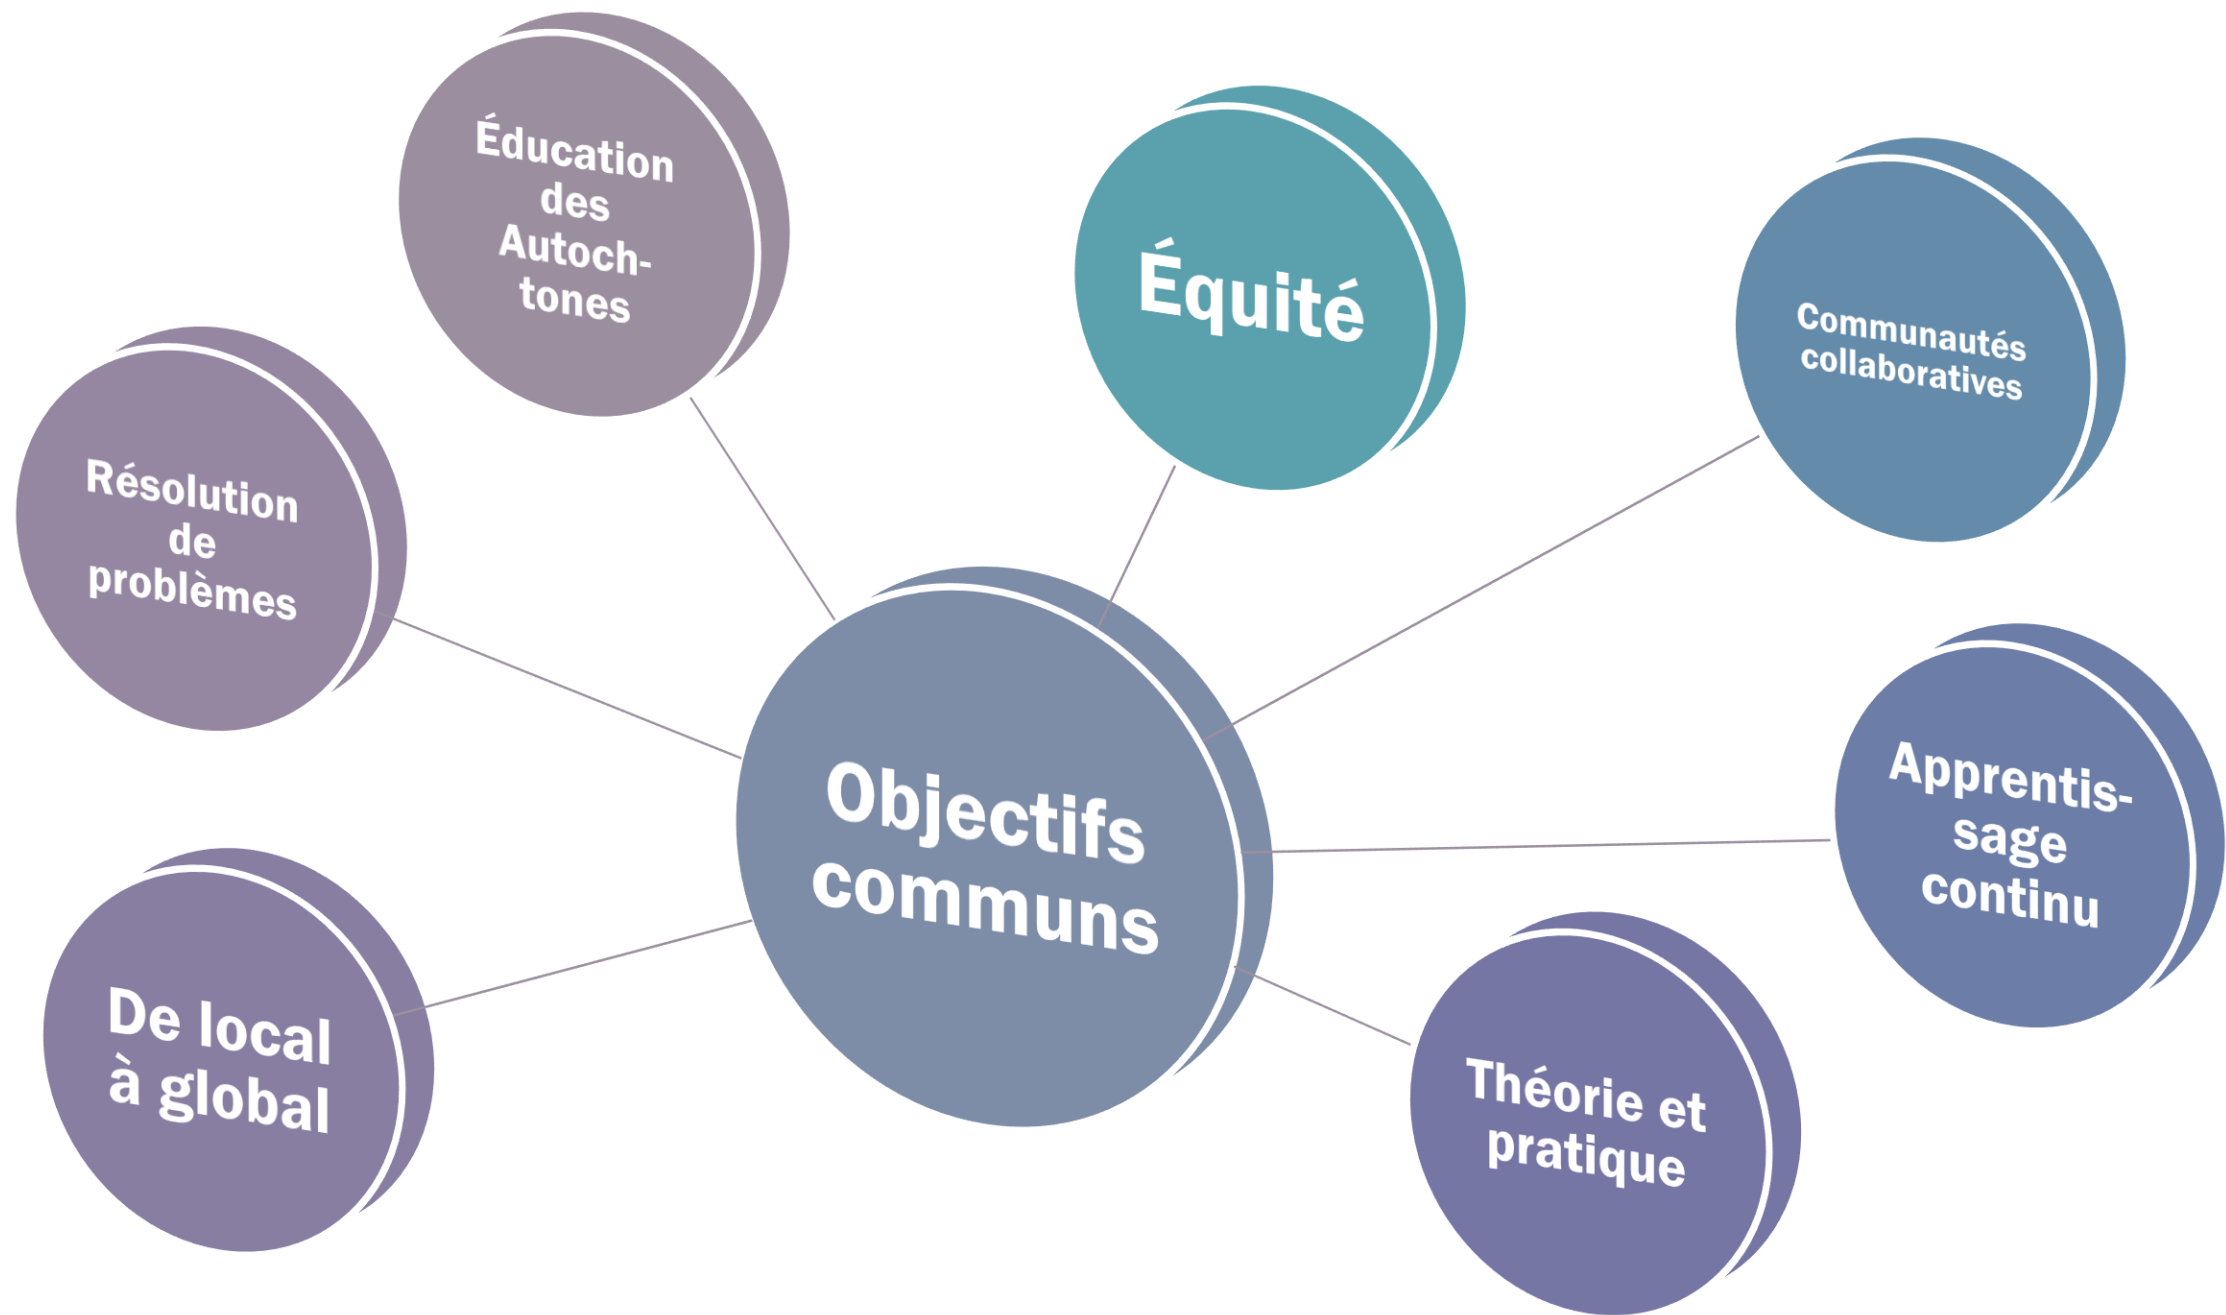 Éducation
des
Autoch-
tones
Équité
Communautés
collaboratives
Résolution
de
problèmes
Objectifs
communs
Apprentis-
sage
continu
De local
à global
Théorie et
pratique